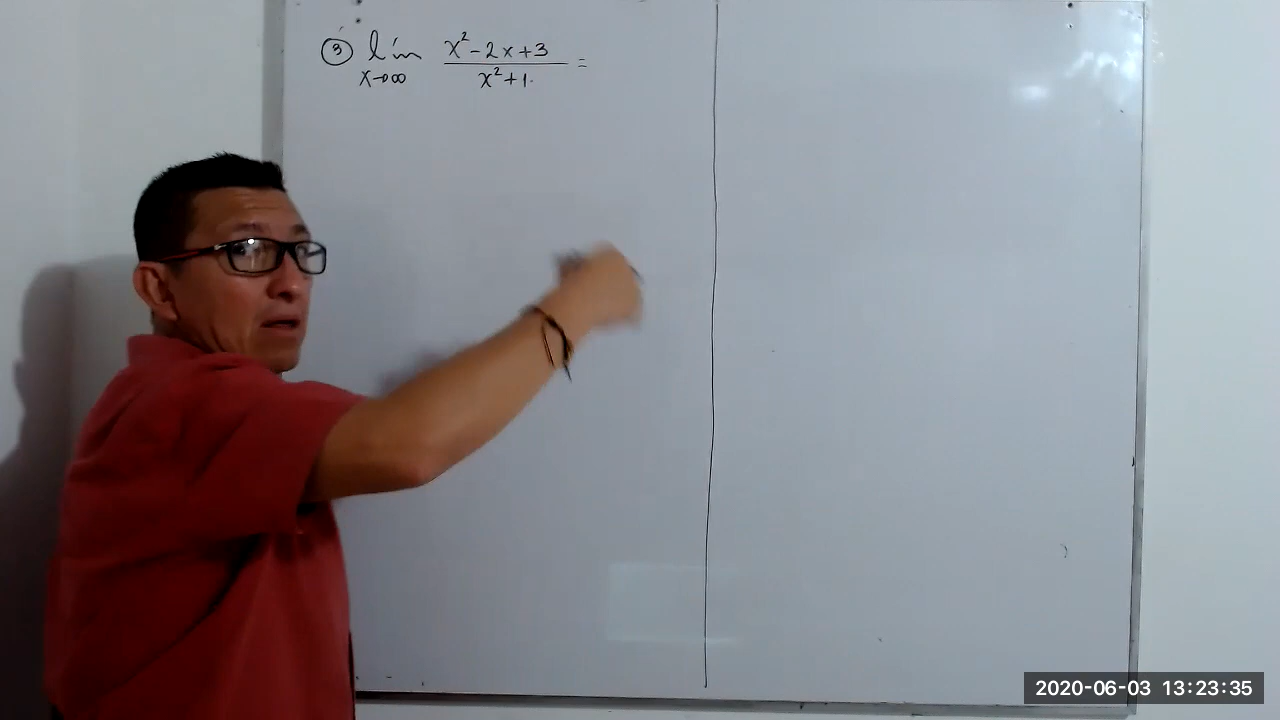 ③ lím x²-2x+3 =
x→∞ x²+1
2020-06-03 13:23:35